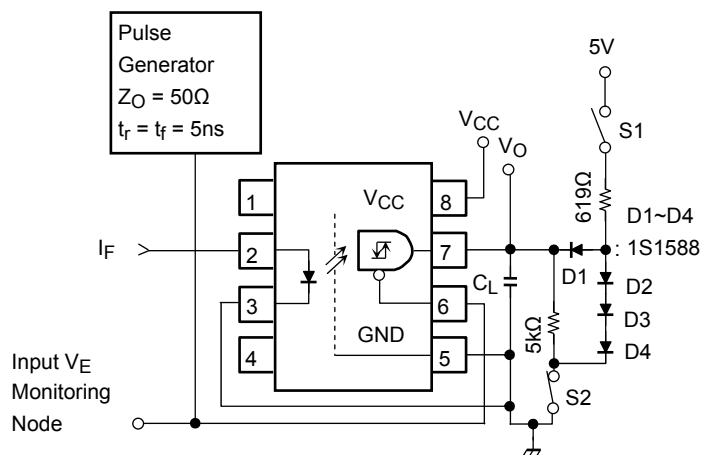 Pulse
Generator
ZO = 50Ω
tr = tf = 5ns
5V
VCC
VO
S1
1
VCC
8
619Ω
D1~D4
: 1S1588
IF
2
7
D1
CL
D2
3
6
5kΩ
D3
4
GND
5
D4
Input VE
Monitoring
Node
S2